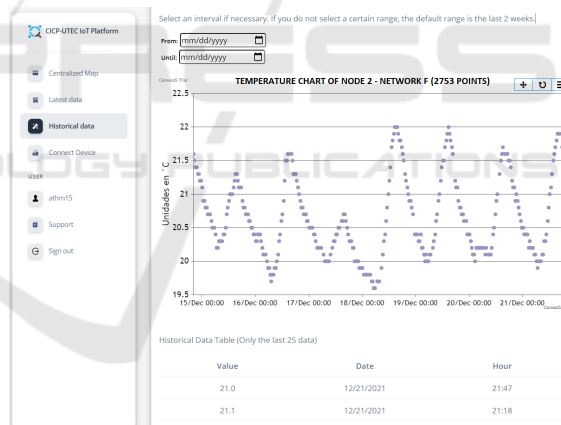 Select an interval if necessary. If you do not select a certain range, the default range is the last 2 weeks.
CICP-UTEC IoT Platform
Centralized Map
Latest data
Historical data
Connect Device
USER
athm15
Support
Sign out
From: mm/dd/yyyy
Until: mm/dd/yyyy
CanvasJS Trial
TEMPERATURE CHART OF NODE 2 - NETWORK F (2753 POINTS)
Unidades en °C
22.5
22
21.5
21
20.5
20
19.5
15/Dec 00:00 16/Dec 00:00 17/Dec 00:00 18/Dec 00:00 19/Dec 00:00 20/Dec 00:00 21/Dec 00:00
Historical Data Table (Only the last 25 data)
Value Date Hour
21.0 12/21/2021 21:47
21.1 12/21/2021 21:18